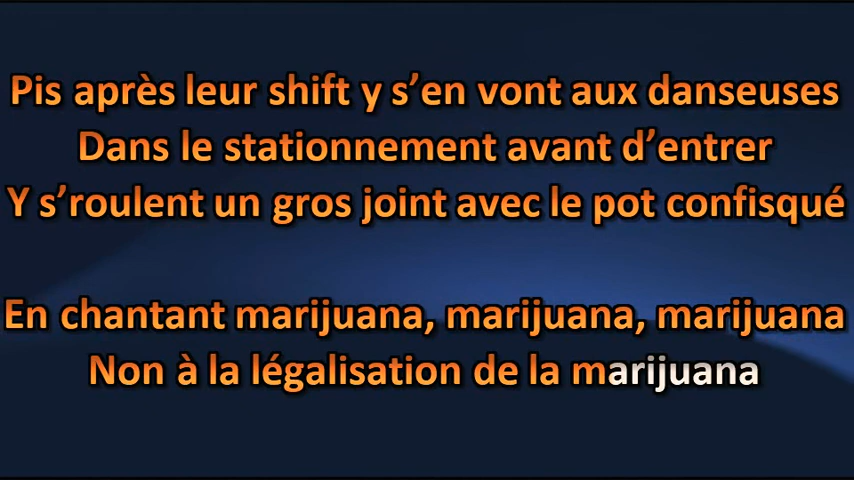 Pis après leur shift y s’en vont aux danseuses
Dans le stationnement avant d’entrer
Y s’roulent un gros joint avec le pot confisqué
En chantant marijuana, marijuana, marijuana
Non à la légalisation de la marijuana